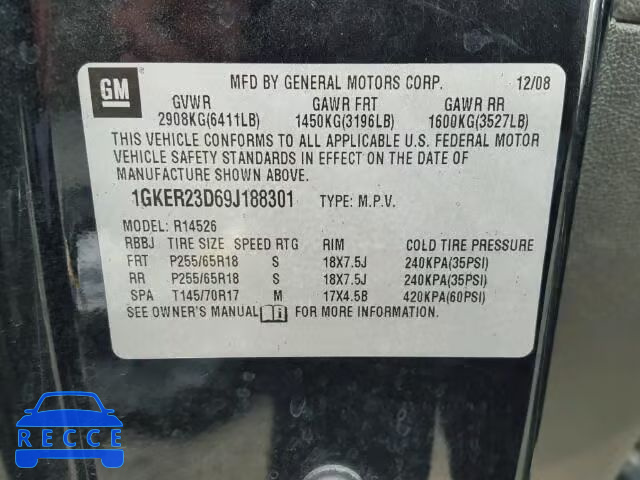 GM
MFD BY GENERAL MOTORS CORP. 12/08
GVWR GAWR FRT GAWR RR
2908KG(6411LB) 1450KG(3196LB) 1600KG(3527LB)
THIS VEHICLE CONFORMS TO ALL APPLICABLE U.S. FEDERAL MOTOR
VEHICLE SAFETY STANDARDS IN EFFECT ON THE DATE OF
MANUFACTURE SHOWN ABOVE.
1GKER23D69J188301 TYPE: M.P.V.
MODEL: R14526
RBBJ TIRE SIZE SPEED RTG RIM COLD TIRE PRESSURE
FRT P255/65R18 S 18X7.5J 240KPA(35PSI)
RR P255/65R18 S 18X7.5J 240KPA(35PSI)
SPA T145/70R17 M 17X4.5B 420KPA(60PSI)
SEE OWNER'S MANUAL FOR MORE INFORMATION.
RECCE